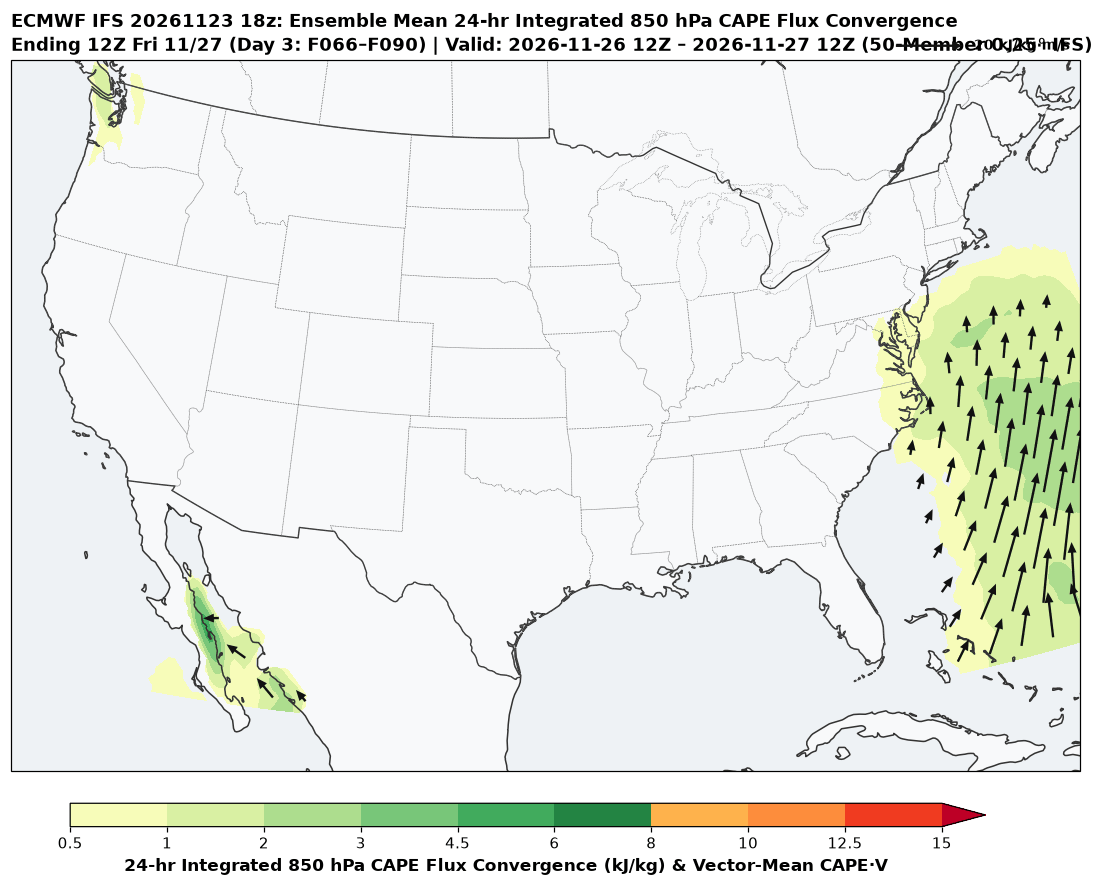 ECMWF IFS 20261123 18z: Ensemble Mean 24-hr Integrated 850 hPa CAPE Flux Convergence
Ending 12Z Fri 11/27 (Day 3: F066–F090) | Valid: 2026-11-26 12Z – 2026-11-27 12Z (50-Member 0.25° IFS)
0.5 1 2 3 4.5 6 8 10 12.5 15
24-hr Integrated 850 hPa CAPE Flux Convergence (kJ/kg) & Vector-Mean CAPE·V